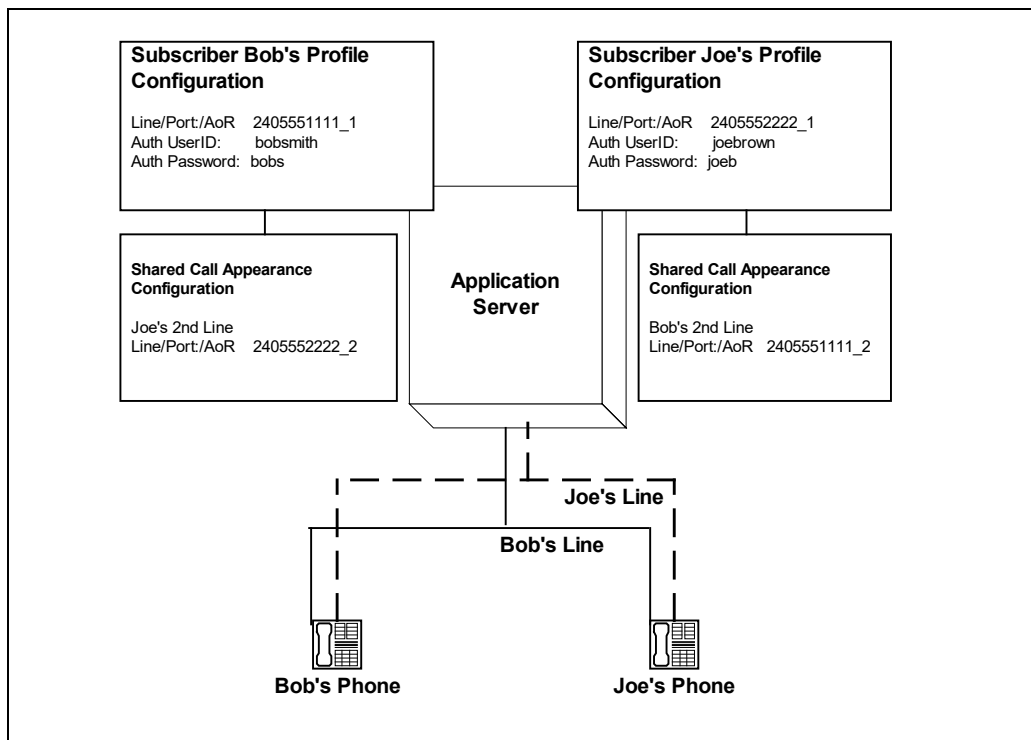 Subscriber Bob's Profile
Configuration
Line/Port:/AoR 2405551111_1
Auth UserID: bobsmith
Auth Password: bobs
Subscriber Joe's Profile
Configuration
Line/Port:/AoR 2405552222_1
Auth UserID: joebrown
Auth Password: joeb
Shared Call Appearance
Configuration
Joe's 2nd Line
Line/Port:/AoR 2405552222_2
Application
Server
Shared Call Appearance
Configuration
Bob's 2nd Line
Line/Port:/AoR 2405551111_2
Joe's Line
Bob's Line
Bob's Phone
Joe's Phone